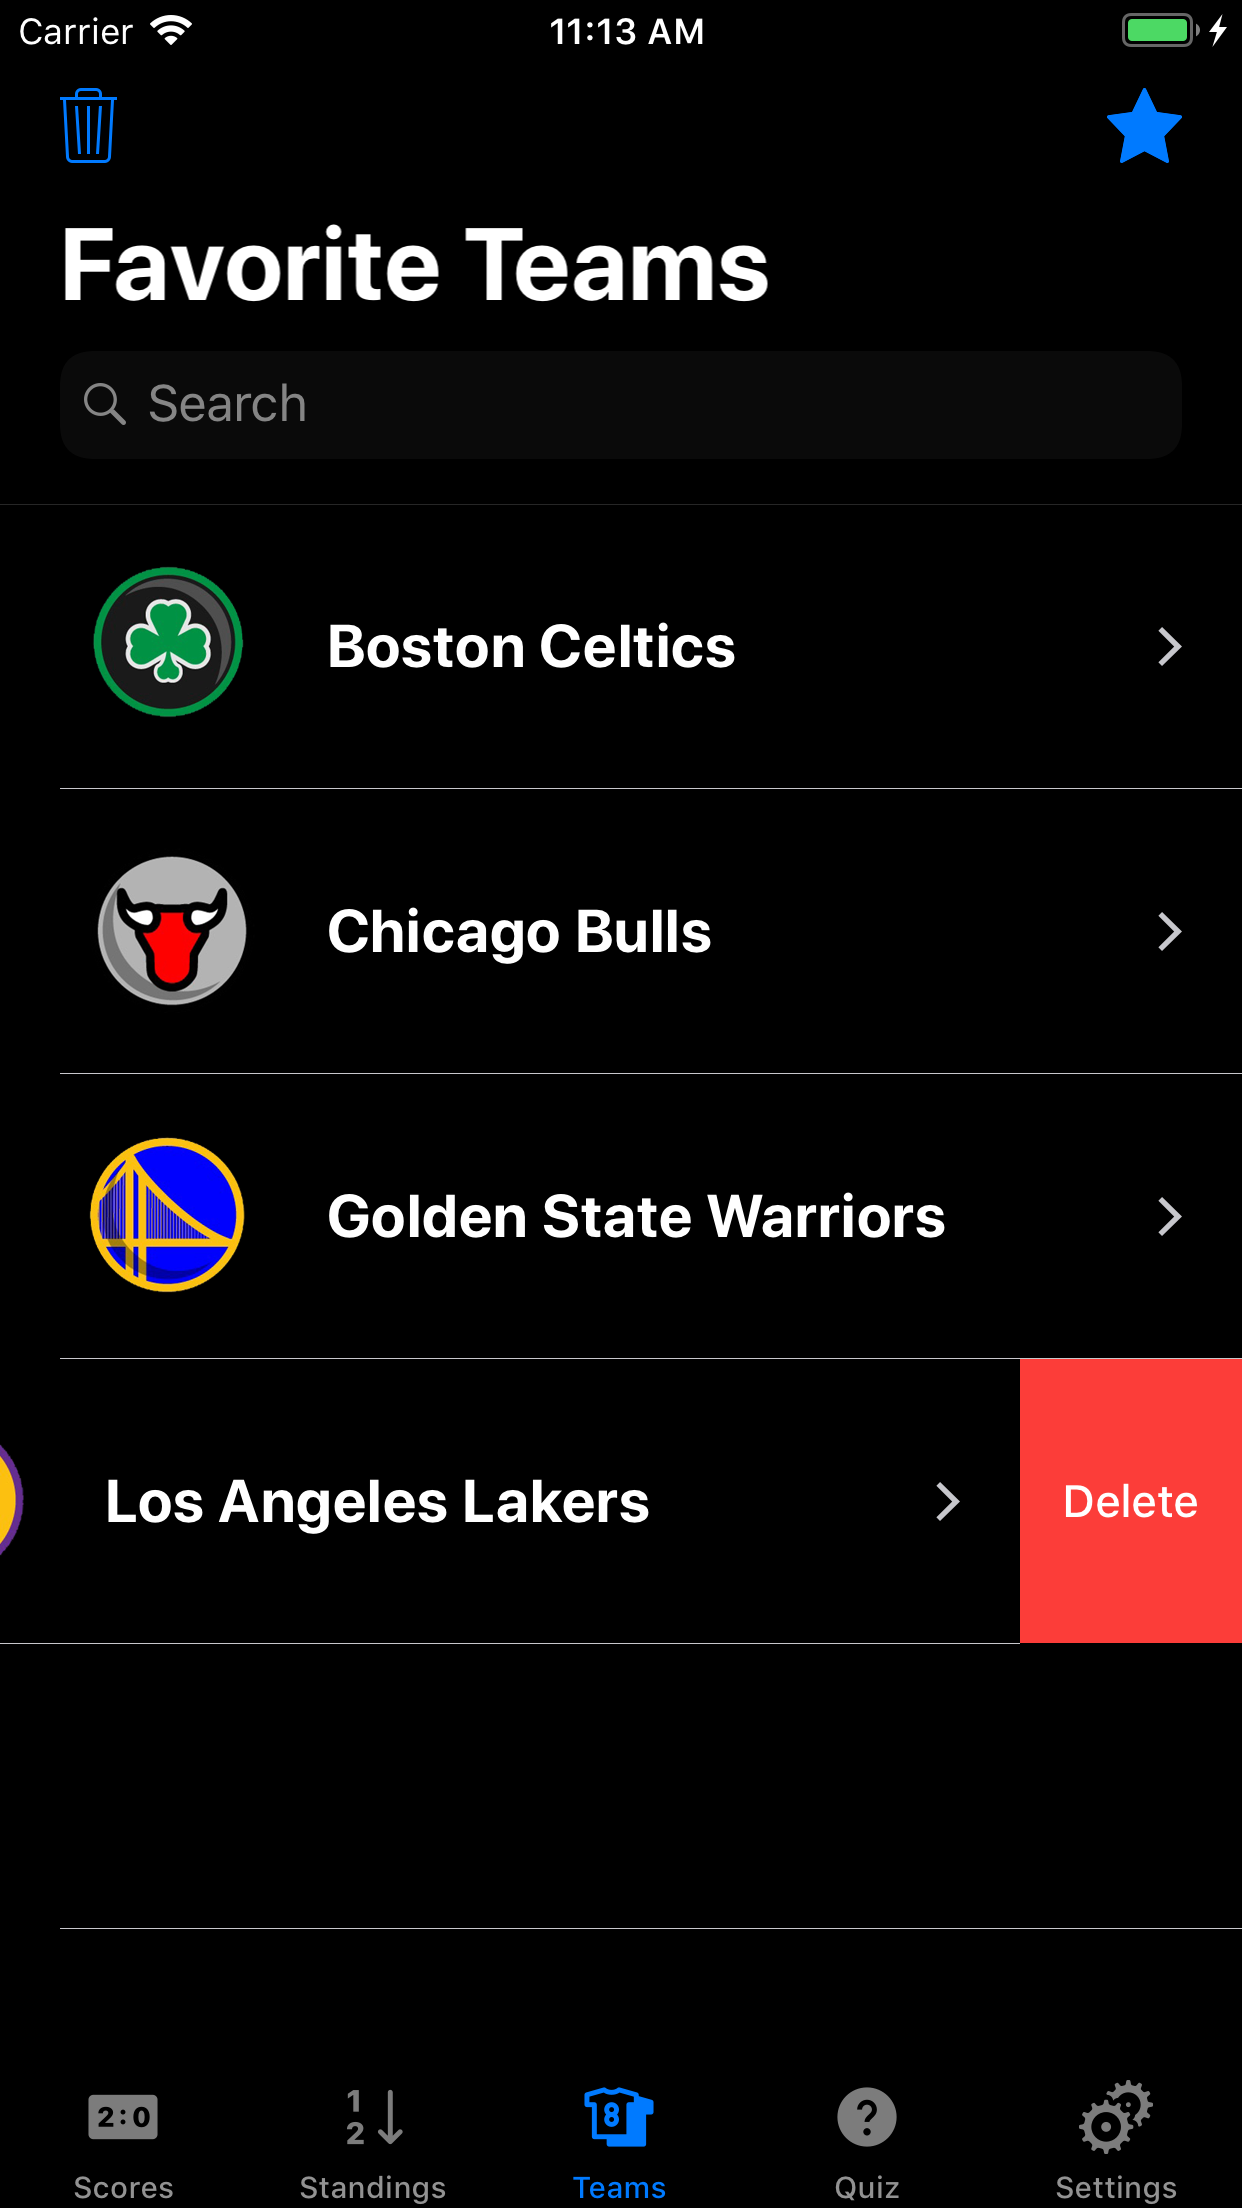 Carrier 11:13 AM
Favorite Teams
Search
Boston Celtics
Chicago Bulls
Golden State Warriors
Los Angeles Lakers Delete
2:0 1 2 8 ?
Scores Standings Teams Quiz Settings